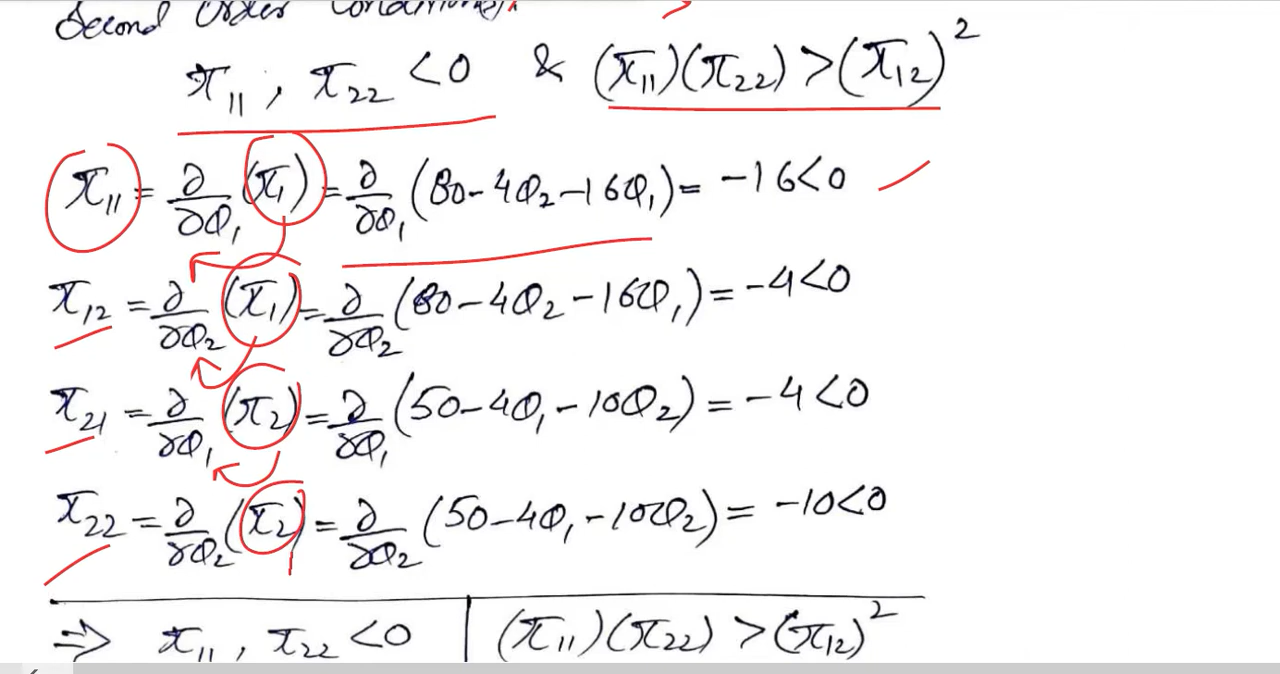 Second Order Conditions:
π₁₁, π₂₂ <0 & (π₁₁)(π₂₂) >(π₁₂)²
π₁₁ = ∂/∂Q₁ (π₁) = ∂/∂Q₁ (80-4Q₂-16Q₁) = -16<0
π₁₂ = ∂/∂Q₂ (π₁) = ∂/∂Q₂ (80-4Q₂-16Q₁) = -4<0
π₂₁ = ∂/∂Q₁ (π₂) = ∂/∂Q₁ (50-4Q₁-10Q₂) = -4<0
π₂₂ = ∂/∂Q₂ (π₂) = ∂/∂Q₂ (50-4Q₁-10Q₂) = -10<0
⇒ π₁₁, π₂₂ <0 | (π₁₁)(π₂₂) >(π₁₂)²